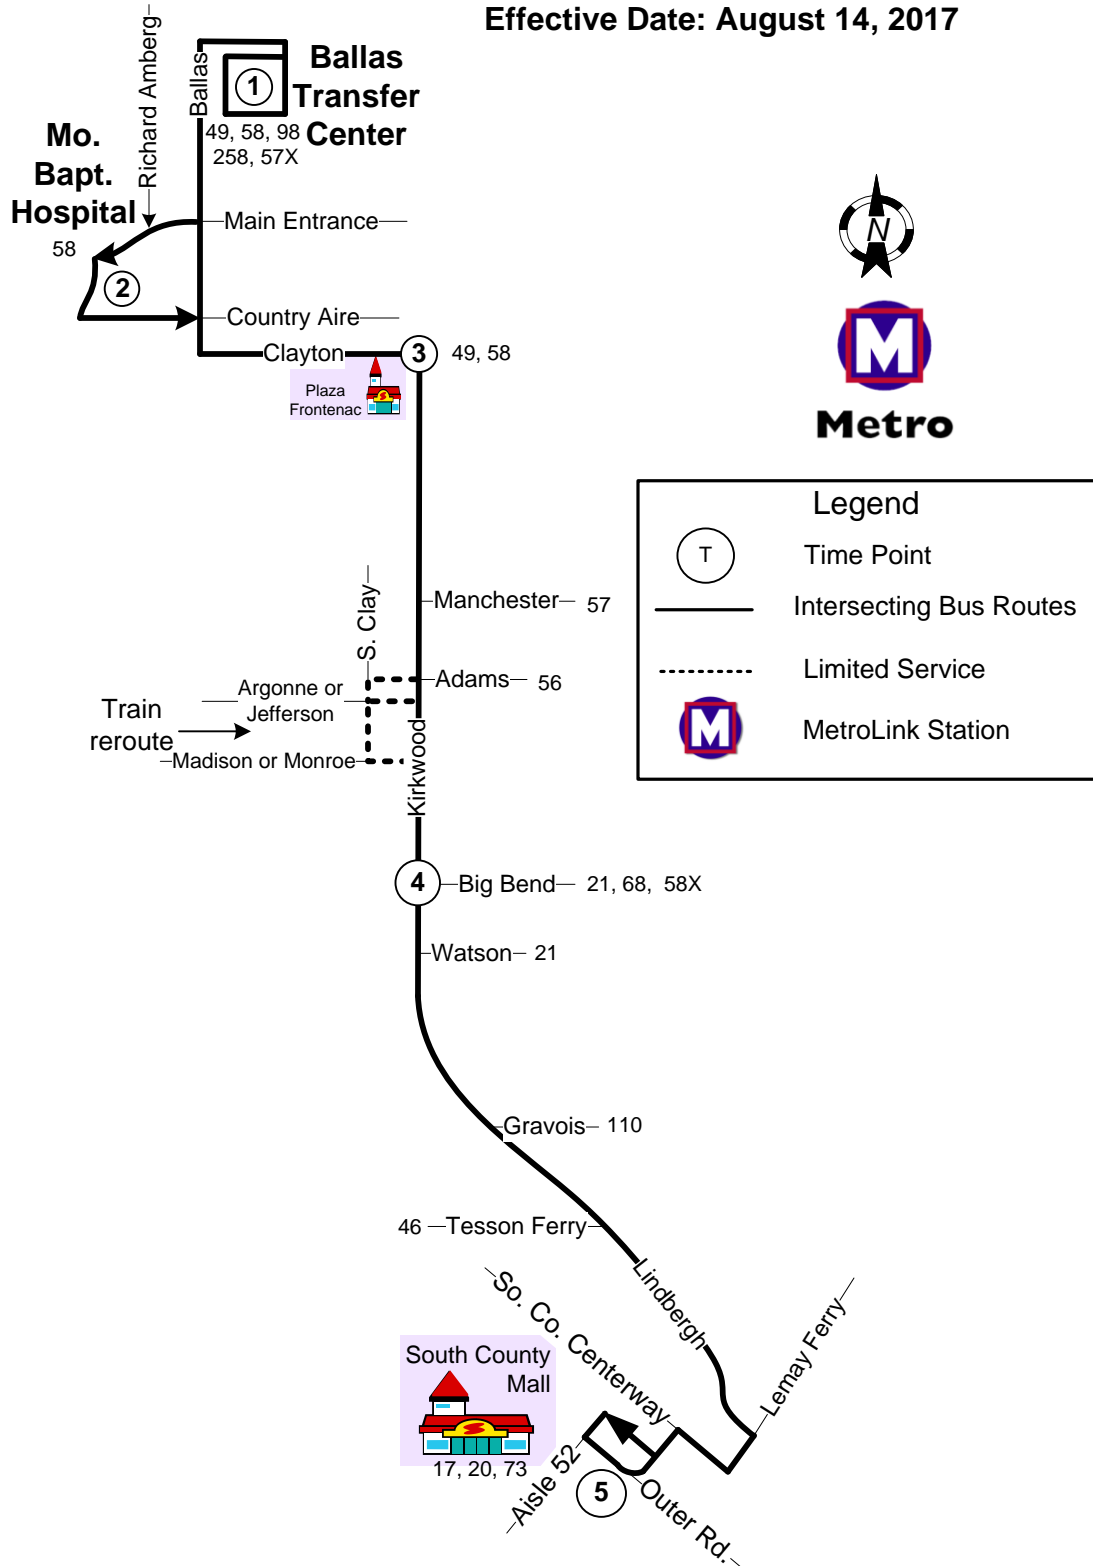 Effective Date: August 14, 2017
Richard Amberg
Ballas
1
Ballas
Transfer
Center
49, 58, 98
258, 57X
Mo.
Bapt.
Hospital
58
Main Entrance
2
Country Aire
Clayton
3
49, 58
Plaza
Frontenac
N
M
Metro
Legend
T
Time Point
Intersecting Bus Routes
Limited Service
M
MetroLink Station
S. Clay
Manchester
57
Adams
56
Argonne or
Jefferson
Train
reroute
Madison or Monroe
Kirkwood
4
Big Bend
21, 68, 58X
Watson
21
Gravois
110
46
Tesson Ferry
Lindbergh
So. Co. Centerway
Lemay Ferry
South County
Mall
17, 20, 73
Aisle 52
5
Outer Rd.